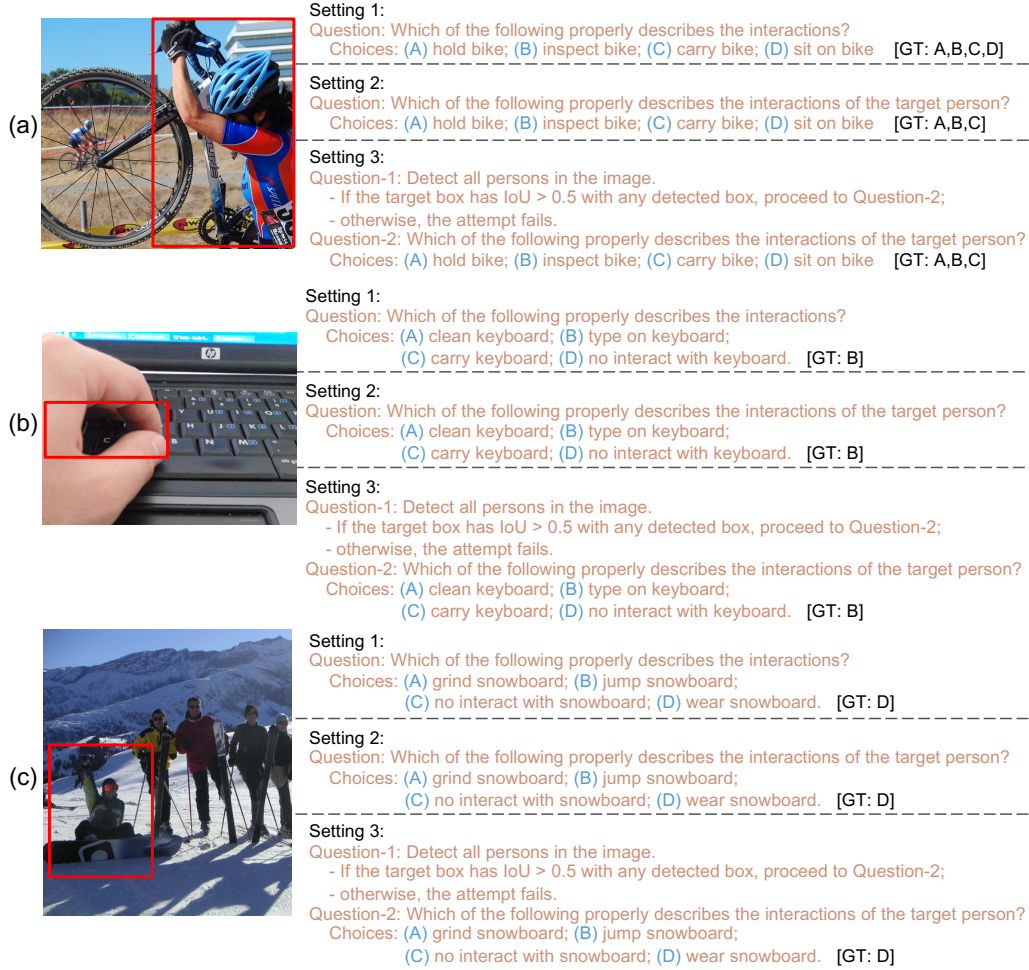 (a)
Setting 1:
Question: Which of the following properly describes the interactions?
Choices: (A) hold bike; (B) inspect bike; (C) carry bike; (D) sit on bike [GT: A,B,C,D]
Setting 2:
Question: Which of the following properly describes the interactions of the target person?
Choices: (A) hold bike; (B) inspect bike; (C) carry bike; (D) sit on bike [GT: A,B,C]
Setting 3:
Question-1: Detect all persons in the image.
- If the target box has IoU > 0.5 with any detected box, proceed to Question-2;
- otherwise, the attempt fails.
Question-2: Which of the following properly describes the interactions of the target person?
Choices: (A) hold bike; (B) inspect bike; (C) carry bike; (D) sit on bike [GT: A,B,C]
(b)
hp
Setting 1:
Question: Which of the following properly describes the interactions?
Choices: (A) clean keyboard; (B) type on keyboard;
(C) carry keyboard; (D) no interact with keyboard. [GT: B]
Setting 2:
Question: Which of the following properly describes the interactions of the target person?
Choices: (A) clean keyboard; (B) type on keyboard;
(C) carry keyboard; (D) no interact with keyboard. [GT: B]
Setting 3:
Question-1: Detect all persons in the image.
- If the target box has IoU > 0.5 with any detected box, proceed to Question-2;
- otherwise, the attempt fails.
Question-2: Which of the following properly describes the interactions of the target person?
Choices: (A) clean keyboard; (B) type on keyboard;
(C) carry keyboard; (D) no interact with keyboard. [GT: B]
(c)
Setting 1:
Question: Which of the following properly describes the interactions?
Choices: (A) grind snowboard; (B) jump snowboard;
(C) no interact with snowboard; (D) wear snowboard. [GT: D]
Setting 2:
Question: Which of the following properly describes the interactions of the target person?
Choices: (A) grind snowboard; (B) jump snowboard;
(C) no interact with snowboard; (D) wear snowboard. [GT: D]
Setting 3:
Question-1: Detect all persons in the image.
- If the target box has IoU > 0.5 with any detected box, proceed to Question-2;
- otherwise, the attempt fails.
Question-2: Which of the following properly describes the interactions of the target person?
Choices: (A) grind snowboard; (B) jump snowboard;
(C) no interact with snowboard; (D) wear snowboard. [GT: D]